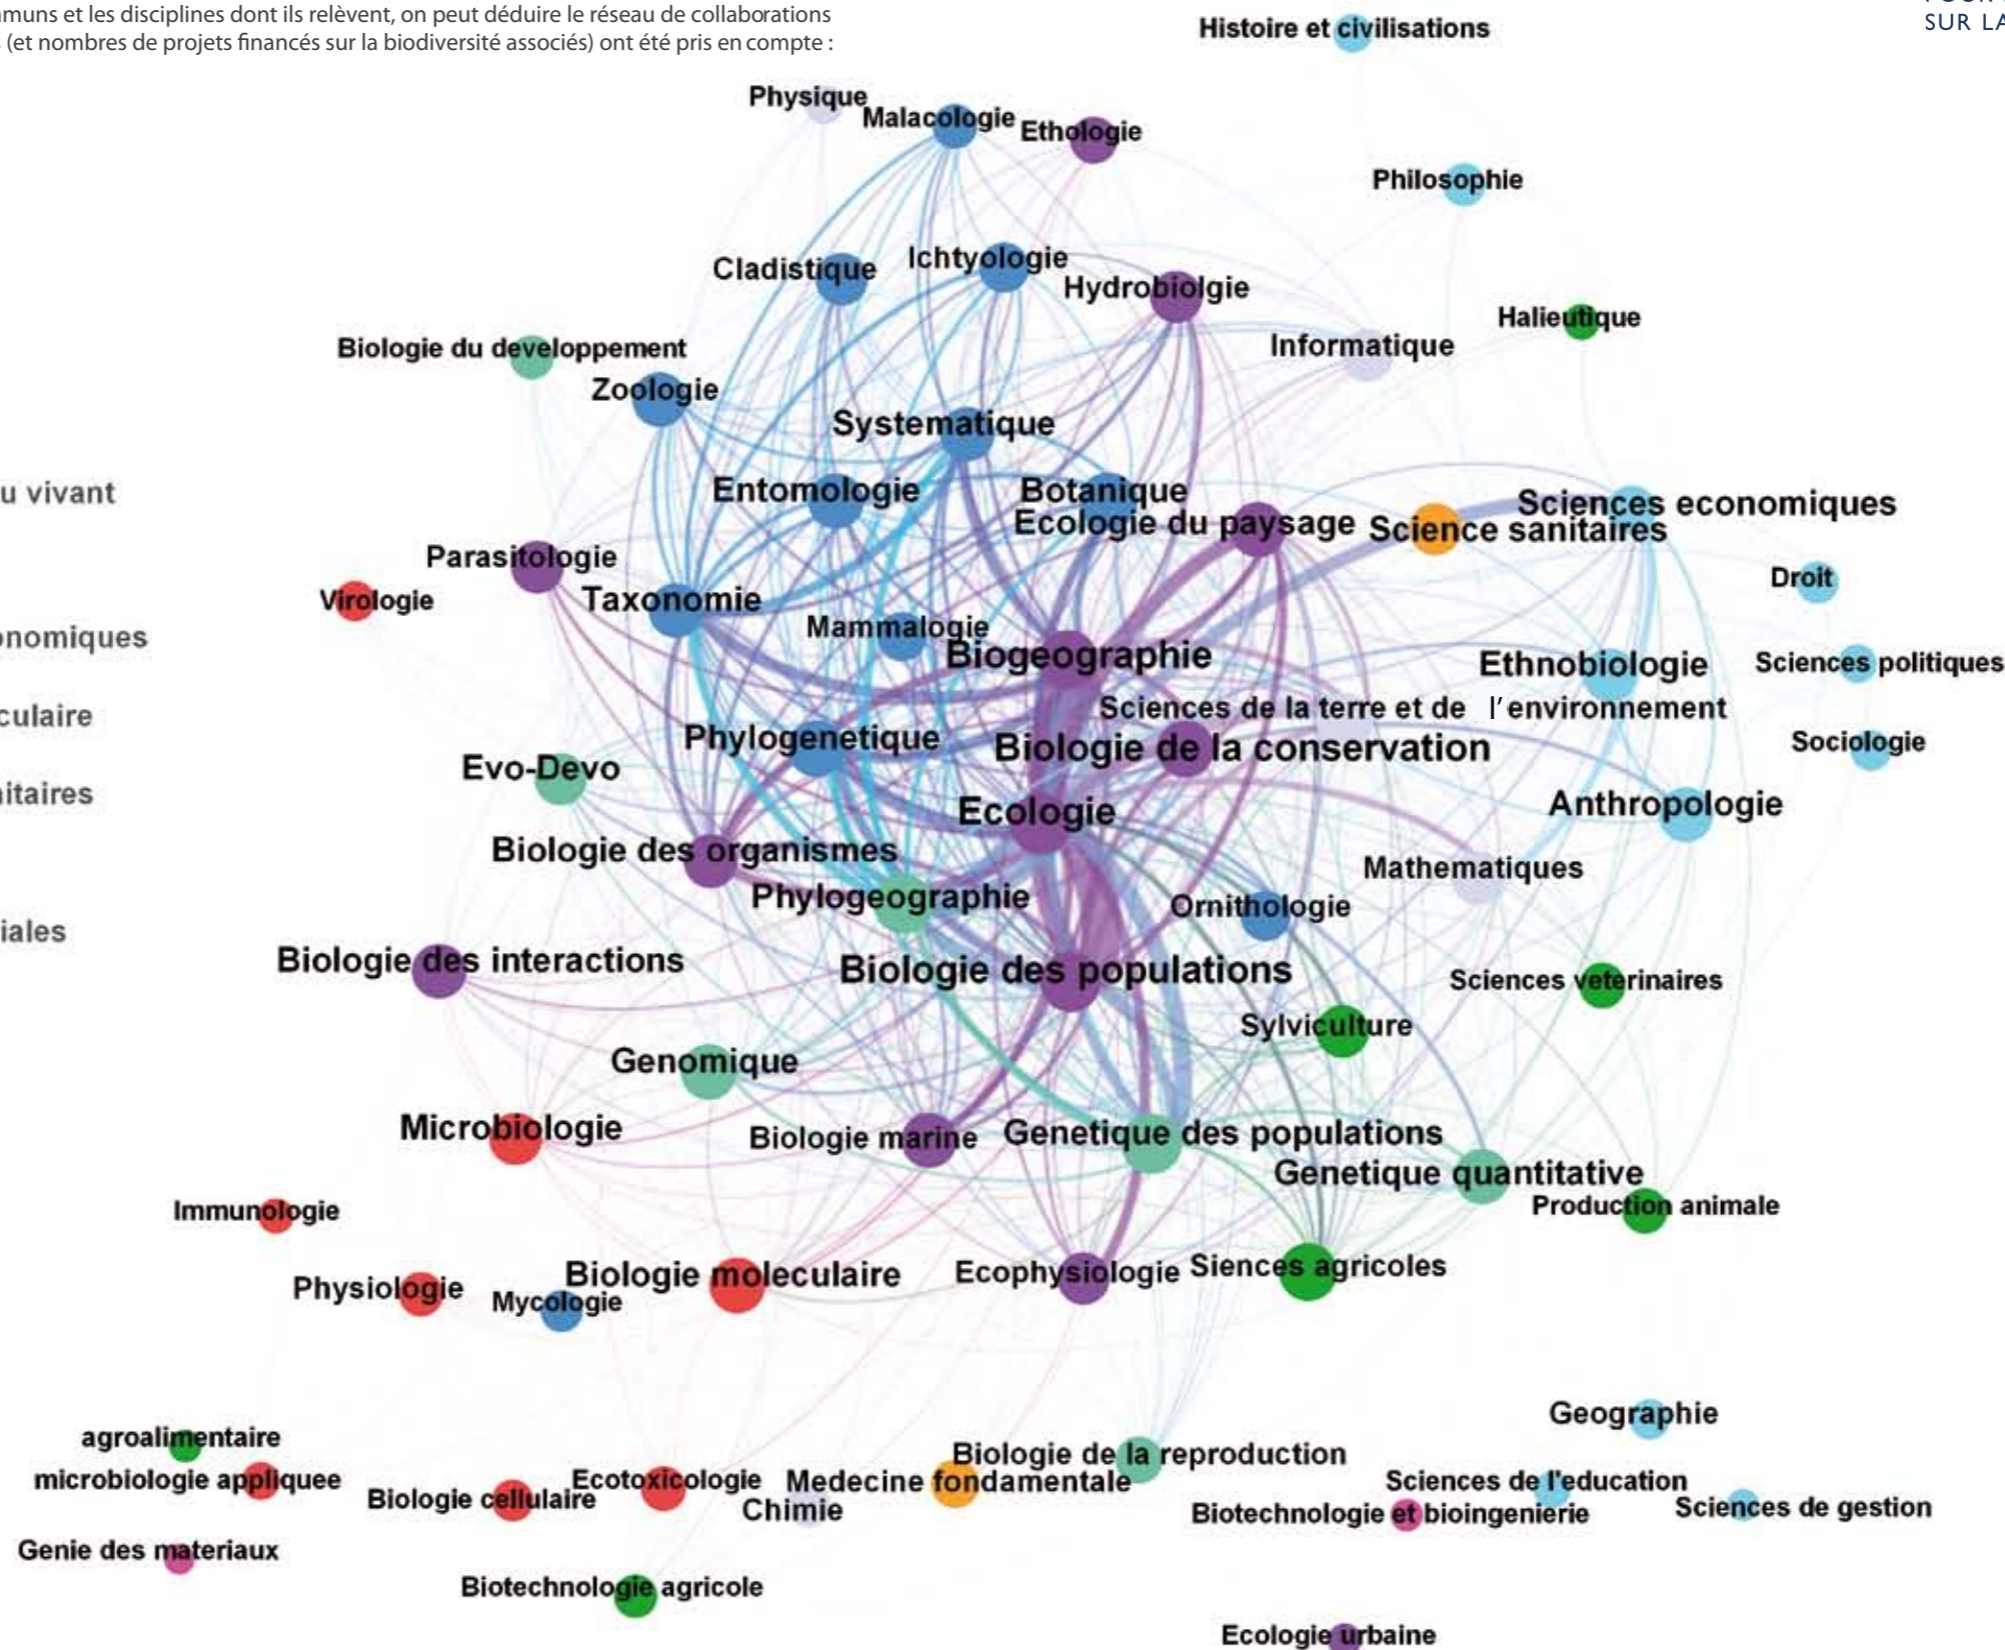 muns et les disciplines dont ils relèvent, on peut déduire le réseau de collaborations
(et nombres de projets financés sur la biodiversité associés) ont été pris en compte :
SUR LA
Histoire et civilisations
Physique
Malacologie
Ethologie
Philosophie
Cladistique
Ichtyologie
Hydrobiolgie
Halieutique
Informatique
Biologie du developpement
Zoologie
Systematique
u vivant
Entomologie
Botanique
Sciences economiques
Ecologie du paysage
Science sanitaires
Parasitologie
Droit
Virologie
Taxonomie
Mammalogie
onomiques
Biogeographie
Ethnobiologie
Sciences politiques
culaire
Sciences de la terre et de l'environnement
Phylogenetique
Biologie de la conservation
Sociologie
Evo-Devo
itaires
Ecologie
Anthropologie
Biologie des organismes
Mathematiques
Phylogeographie
Ornithologie
iales
Biologie des interactions
Biologie des populations
Sciences veterinaires
Sylviculture
Genomique
Microbiologie
Biologie marine
Genetique des populations
Genetique quantitative
Immunologie
Production animale
Physiologie
Mycologie
Biologie moleculaire
Ecophysiologie
Siences agricoles
Geographie
agroalimentaire
Biologie de la reproduction
microbiologie appliquee
Biologie cellulaire
Ecotoxicologie
Chimie
Medecine fondamentale
Sciences de l'education
Biotechnologie et bioingenierie
Sciences de gestion
Genie des materiaux
Biotechnologie agricole
Ecologie urbaine